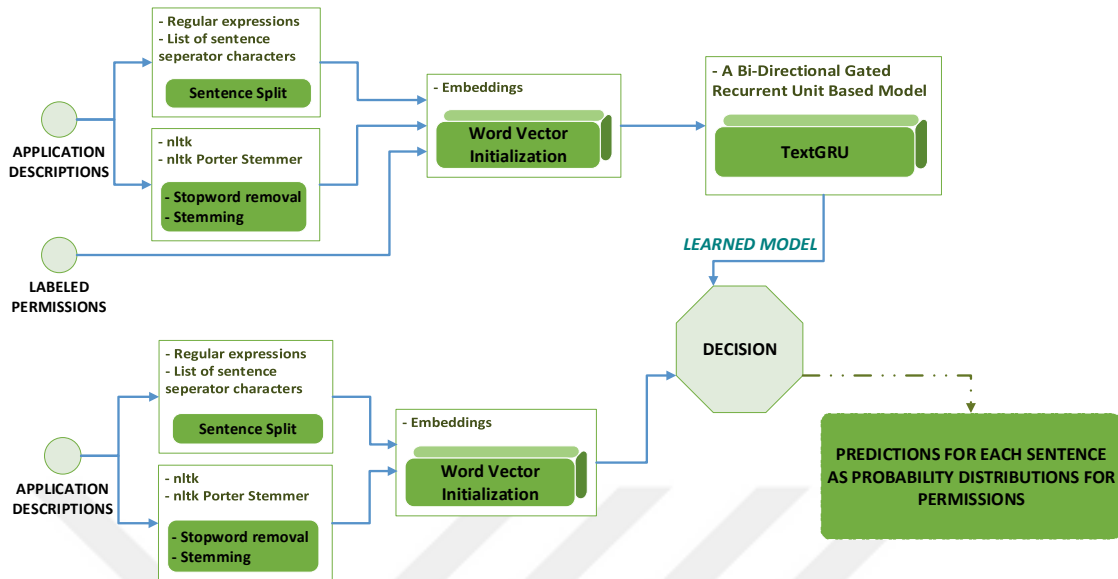 - Regular expressions
- List of sentence
seperator characters
Sentence Split
APPLICATION
DESCRIPTIONS
- nltk
- nltk Porter Stemmer
- Stopword removal
- Stemming
LABELED
PERMISSIONS
- Embeddings
Word Vector
Initialization
- A Bi-Directional Gated
Recurrent Unit Based Model
TextGRU
LEARNED MODEL
DECISION
- Regular expressions
- List of sentence
seperator characters
Sentence Split
APPLICATION
DESCRIPTIONS
- nltk
- nltk Porter Stemmer
- Stopword removal
- Stemming
- Embeddings
Word Vector
Initialization
PREDICTIONS FOR EACH SENTENCE
AS PROBABILITY DISTRIBUTIONS FOR
PERMISSIONS